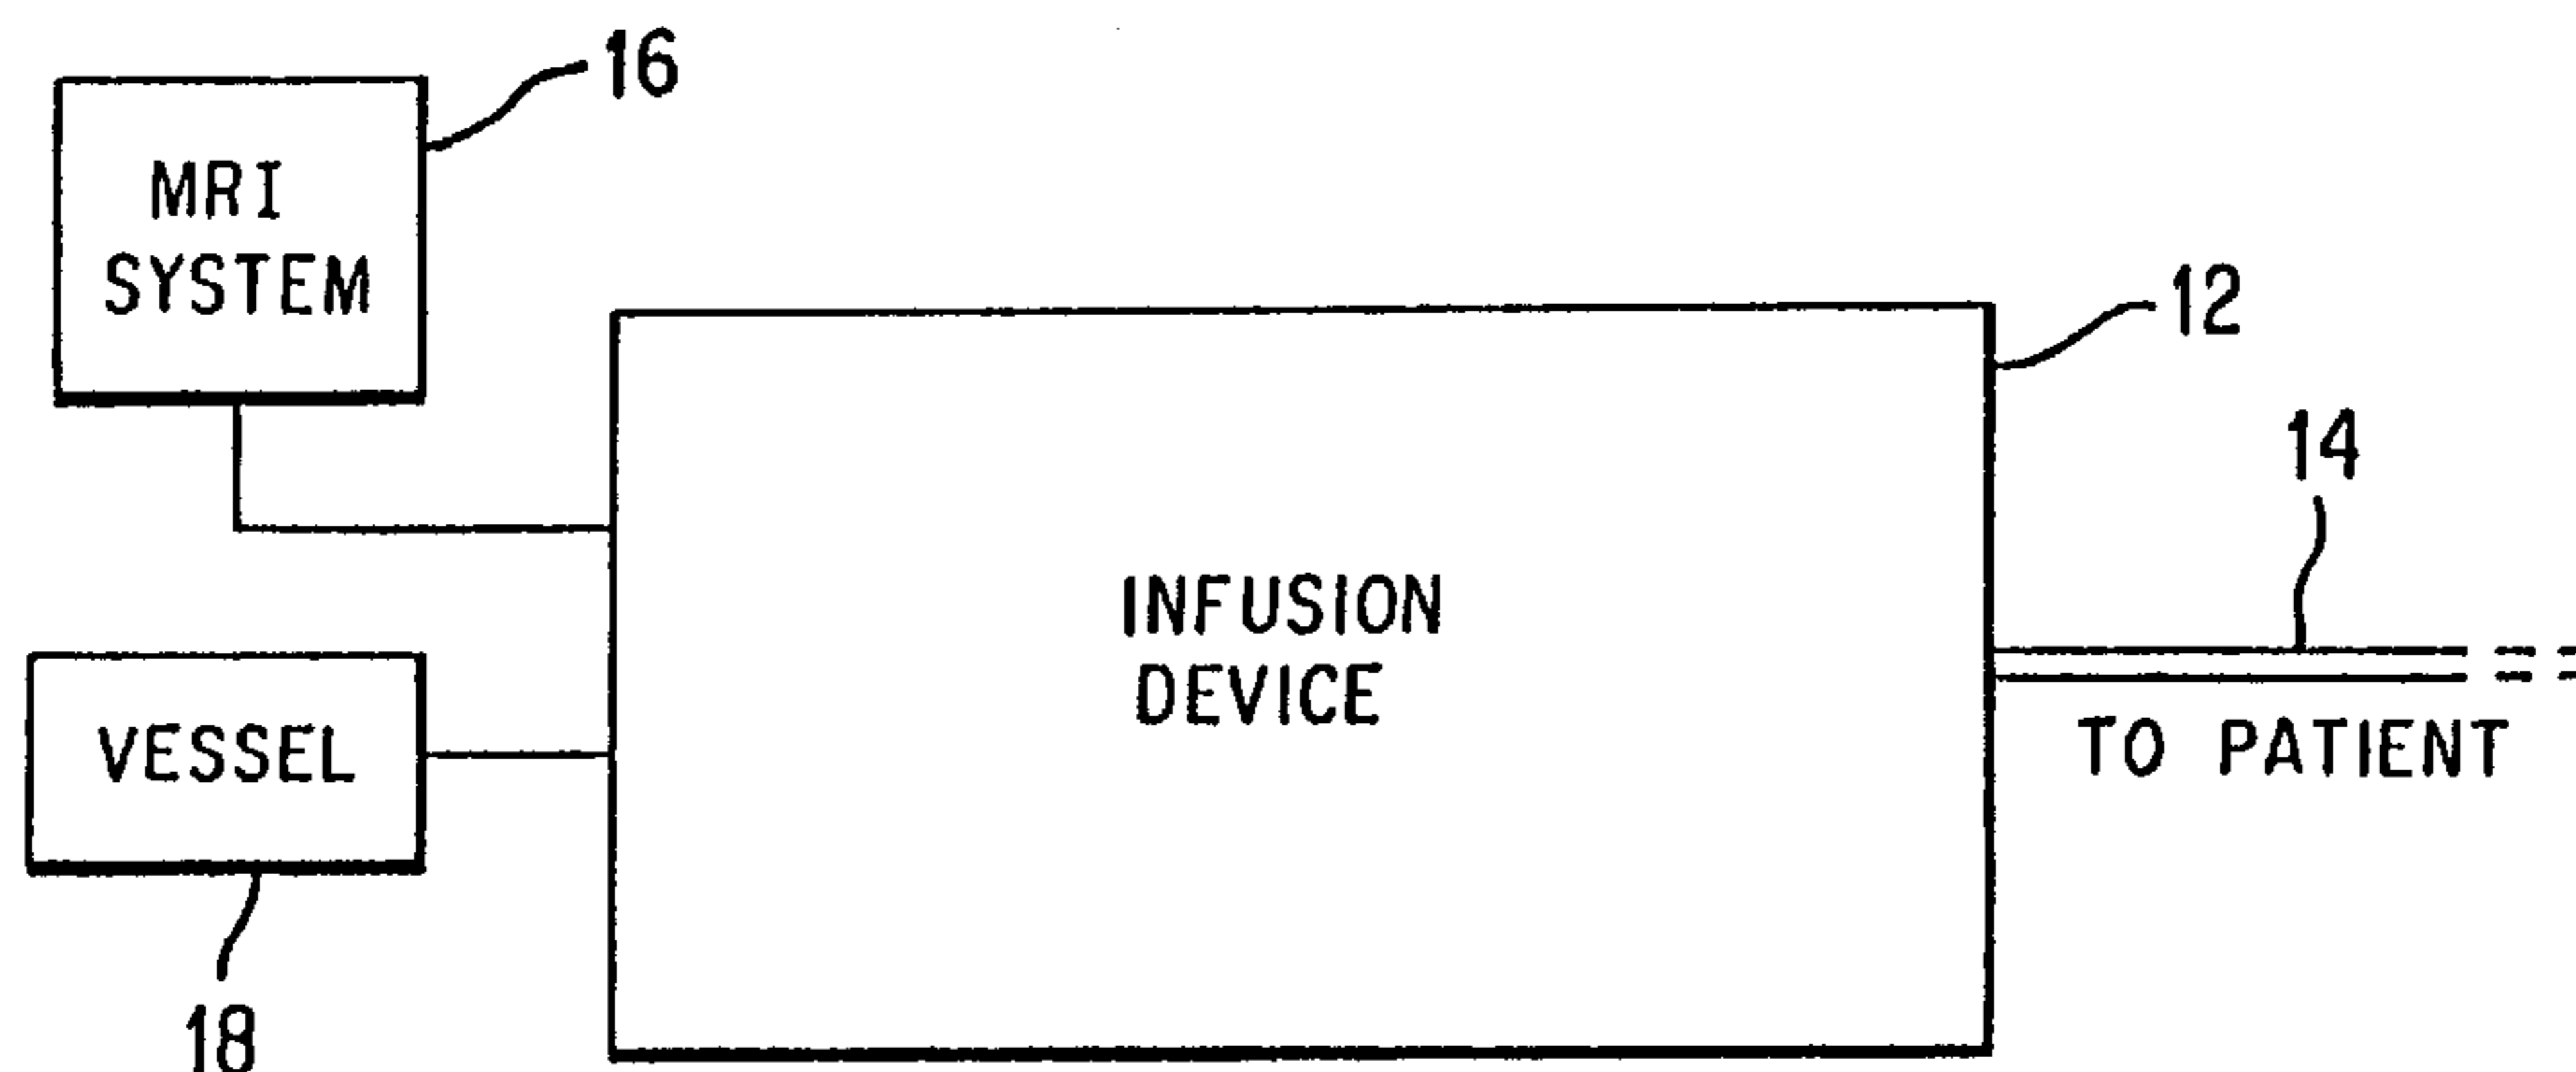 16
MRI
SYSTEM
12
14
INFUSION
DEVICE
VESSEL
TO PATIENT
18